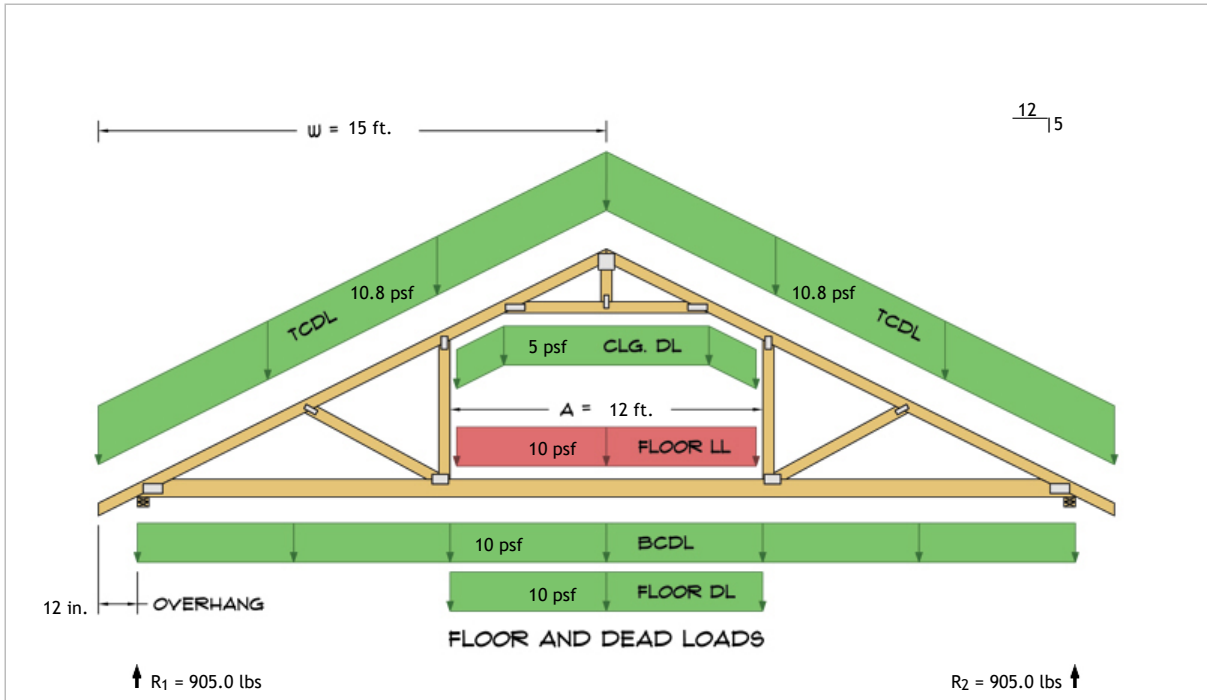 W = 15 ft.
12
5
10.8 psf
TCDL
10.8 psf
TCDL
5 psf CLG. DL
A = 12 ft.
10 psf FLOOR LL
10 psf BCDL
10 psf FLOOR DL
12 in. OVERHANG
FLOOR AND DEAD LOADS
R1 = 905.0 lbs
R2 = 905.0 lbs